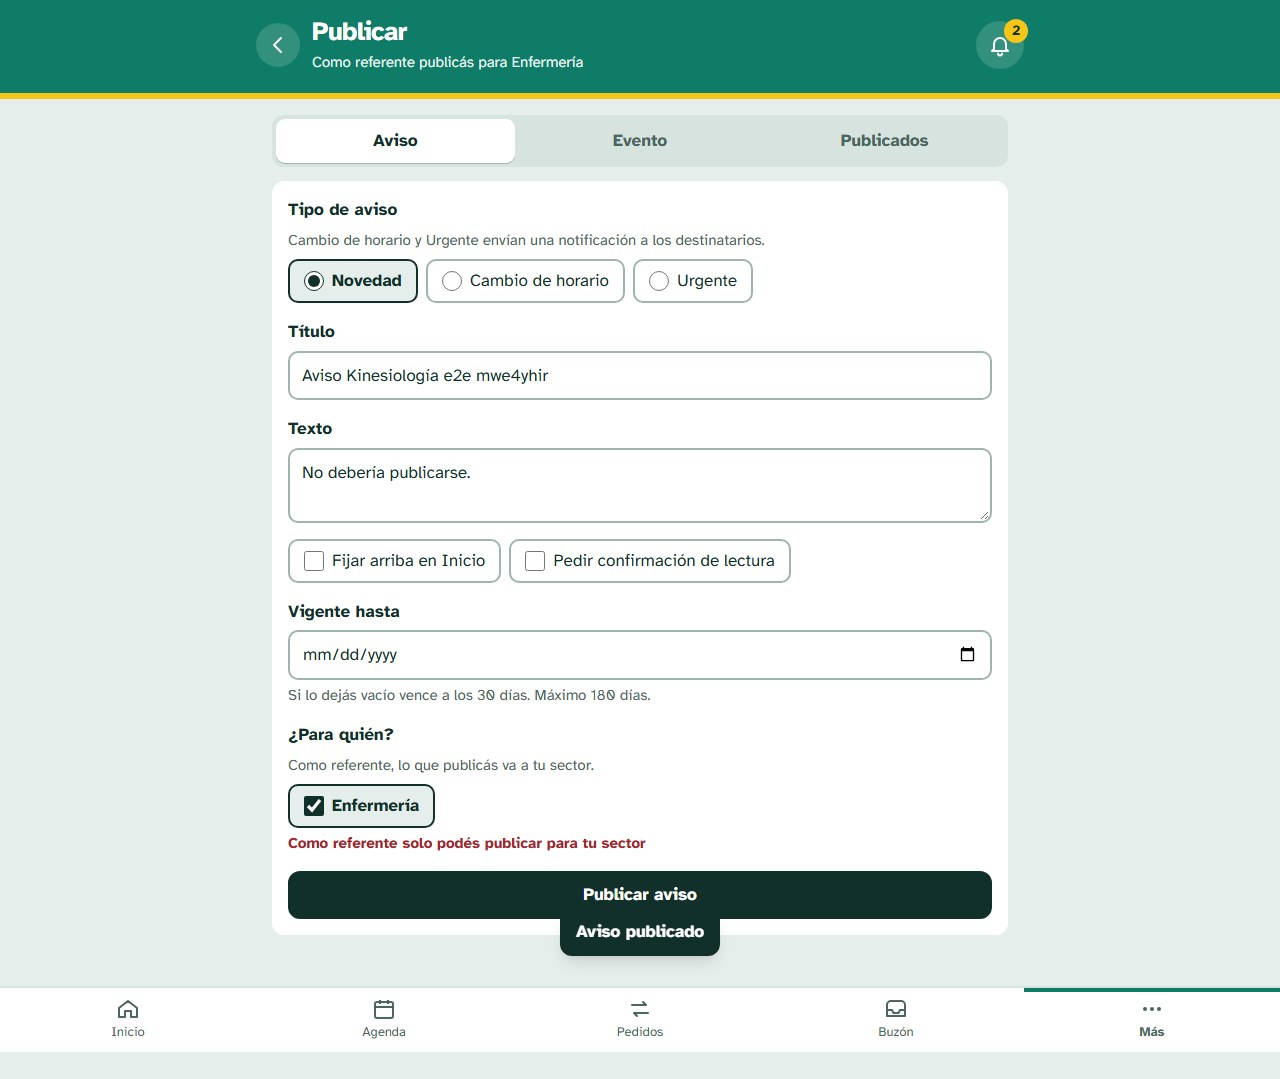 Publicar
2
Como referente publicás para Enfermería
Aviso
Evento
Publicados
Tipo de aviso
Cambio de horario y Urgente envían una notificación a los destinatarios.
Novedad
Cambio de horario
Urgente
Título
Aviso Kinesiología e2e mwe4yhir
Texto
No debería publicarse.
Fijar arriba en Inicio
Pedir confirmación de lectura
Vigente hasta
mm/dd/yyyy
Si lo dejás vacío vence a los 30 días. Máximo 180 días.
¿Para quién?
Como referente, lo que publicás va a tu sector.
Enfermería
Como referente solo podés publicar para tu sector
Publicar aviso
Aviso publicado
Inicio
Agenda
Pedidos
Buzón
Más